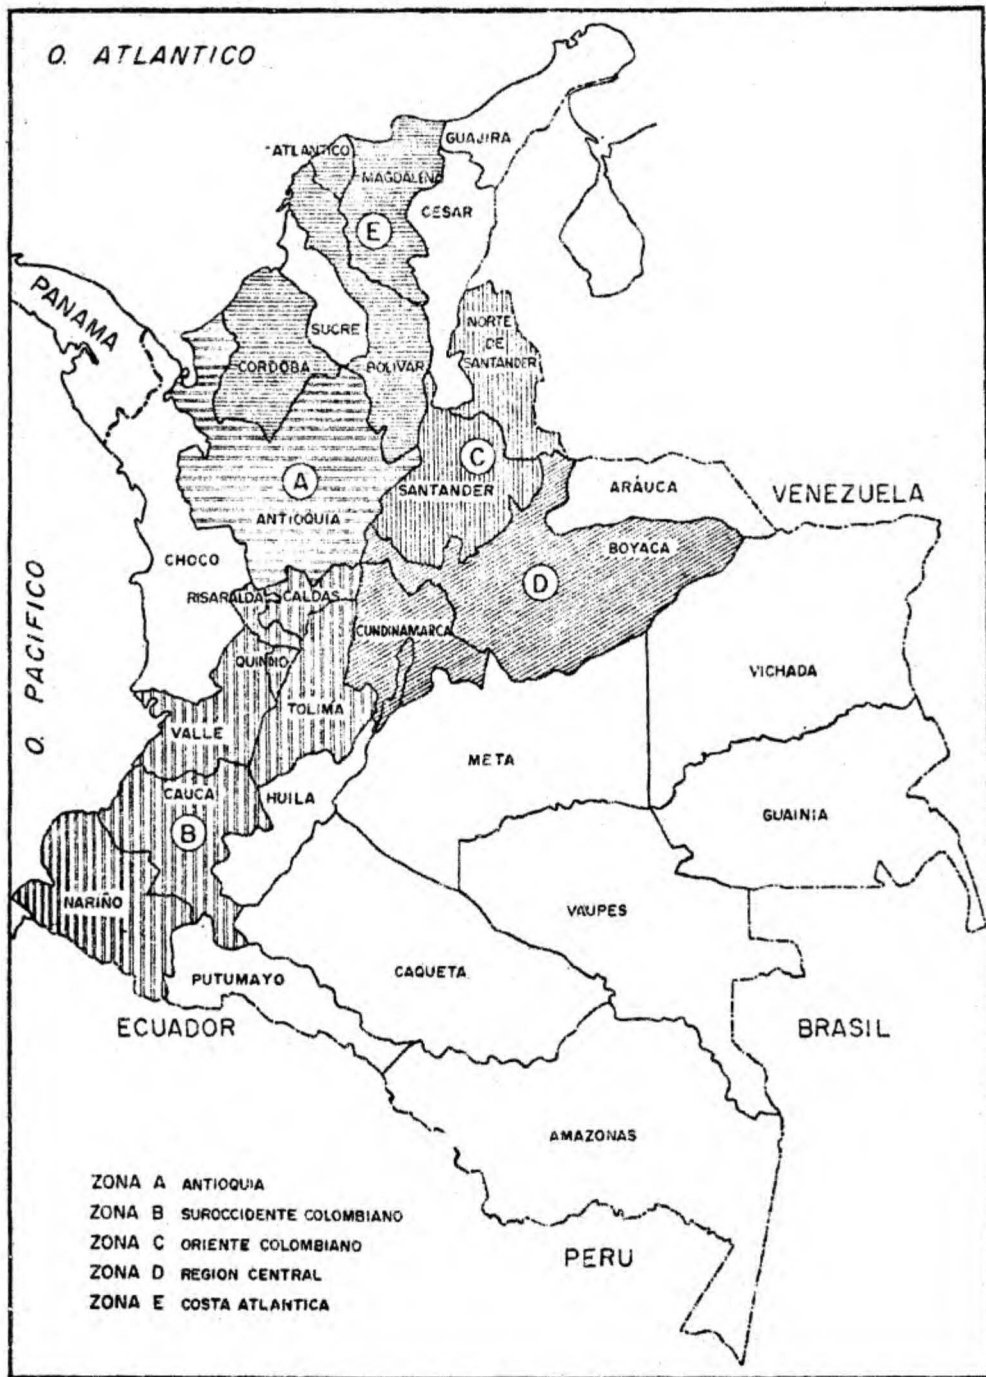 O. ATLANTICO
GUAJIRA
ATLANTICO
MAGDALENA
CESAR
E
PANAMA
SUCRE
NORTE
DE
SANTANDER
CORDOBA
BOLIVAR
C
A
SANTANDER
ARÁUCA
VENEZUELA
ANTIOQUIA
BOYACA
CHOCO
D
RISARALDA
CALDAS
O. PACIFICO
CUNDINAMARCA
QUINDIO
VICHADA
TOLIMA
VALLE
META
CAUCA
HUILA
GUAINIA
B
NARIÑO
VAUPES
PUTUMAYO
CAQUETA
ECUADOR
BRASIL
AMAZONAS
ZONA A ANTIOQUIA
ZONA B SUROCCIDENTE COLOMBIANO
ZONA C ORIENTE COLOMBIANO
ZONA D REGION CENTRAL
ZONA E COSTA ATLANTICA
PERU